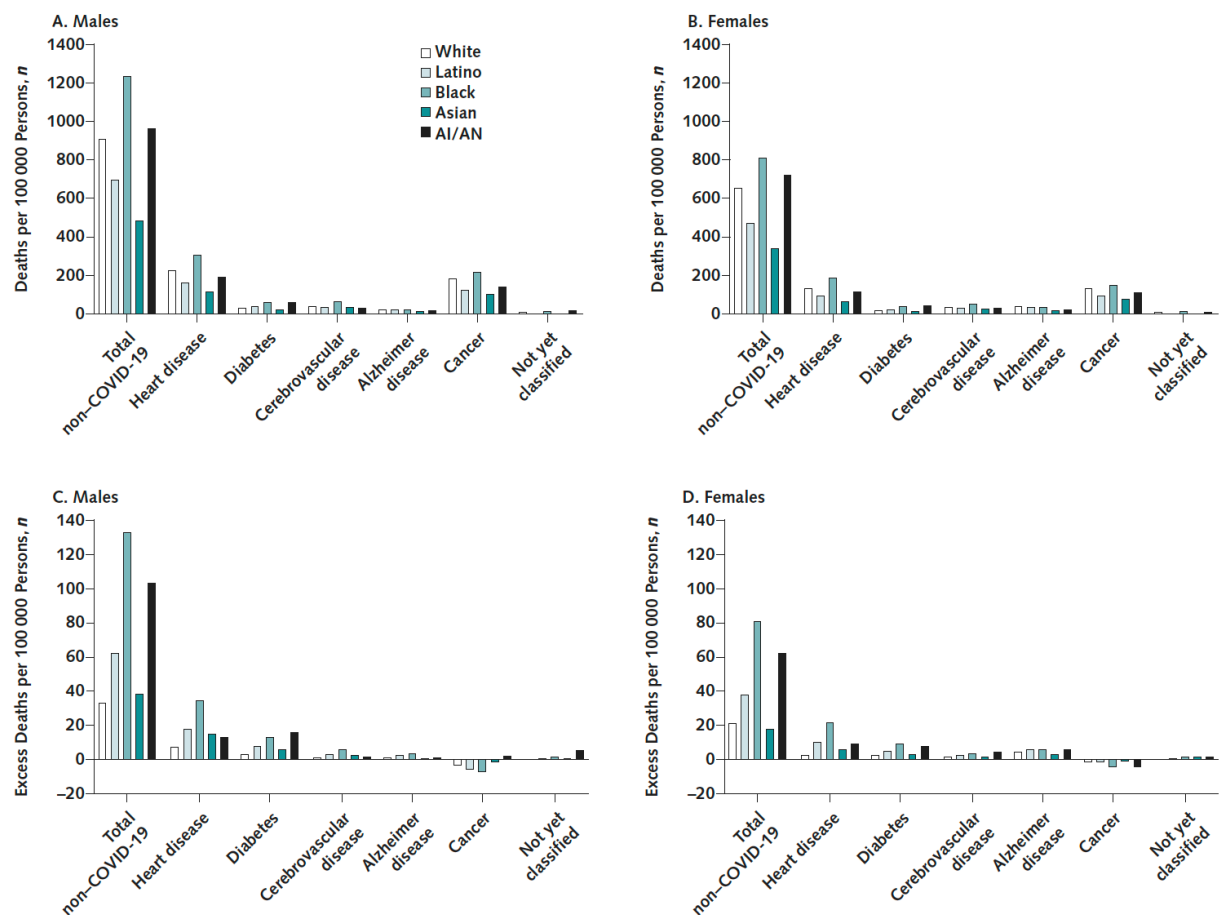 A. Males
Deaths per 100 000 Persons, n
1400
1200
1000
800
600
400
200
0
White
Latino
Black
Asian
AI/AN
Total
non–COVID-19
Heart disease
Diabetes
Cerebrovascular
disease
Alzheimer
disease
Cancer
Not yet
classified
B. Females
Deaths per 100 000 Persons, n
1400
1200
1000
800
600
400
200
0
Total
non–COVID-19
Heart disease
Diabetes
Cerebrovascular
disease
Alzheimer
disease
Cancer
Not yet
classified
C. Males
Excess Deaths per 100 000 Persons, n
140
120
100
80
60
40
20
0
–20
Total
non–COVID-19
Heart disease
Diabetes
Cerebrovascular
disease
Alzheimer
disease
Cancer
Not yet
classified
D. Females
Excess Deaths per 100 000 Persons, n
140
120
100
80
60
40
20
0
–20
Total
non–COVID-19
Heart disease
Diabetes
Cerebrovascular
disease
Alzheimer
disease
Cancer
Not yet
classified